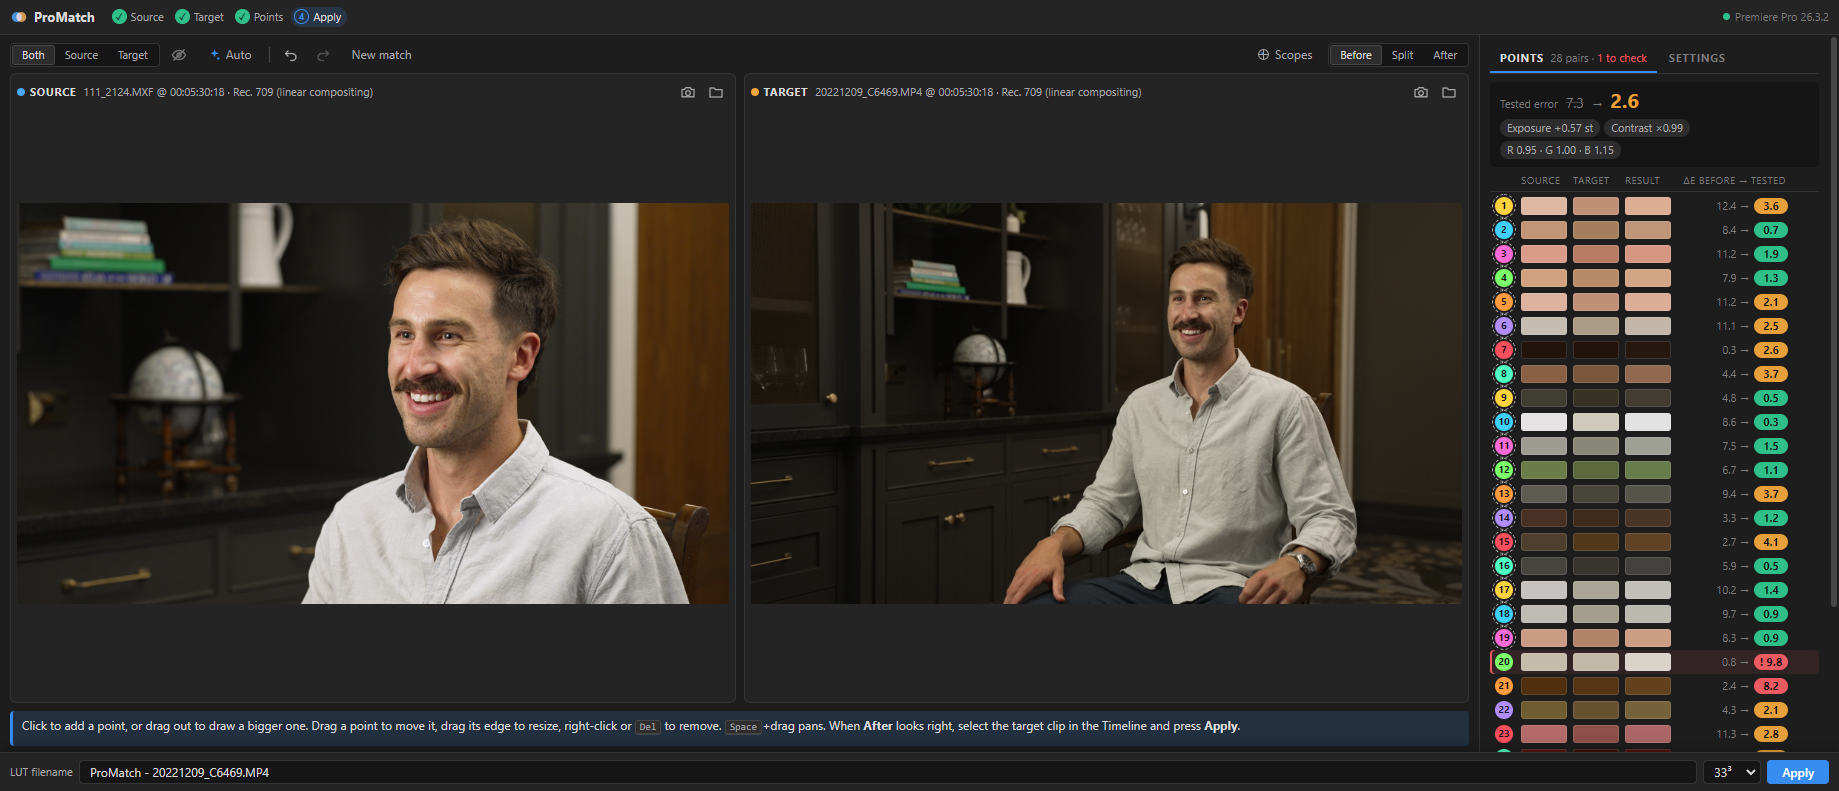 ProMatch ✓ Source ✓ Target ✓ Points 4 Apply Premiere Pro 26.3.2
Both Source Target Auto New match Scopes Before Split After
POINTS 28 pairs · 1 to check SETTINGS
SOURCE 111_2124.MXF @ 00:05:30:18 · Rec. 709 (linear compositing)
TARGET 20221209_C6469.MP4 @ 00:05:30:18 · Rec. 709 (linear compositing)
Tested error 7.3 → 2.6
Exposure +0.57 st Contrast ×0.99
R 0.95 · G 1.00 · B 1.15
SOURCE TARGET RESULT ΔE BEFORE → TESTED
1 12.4 → 3.6
2 8.4 → 0.7
3 11.2 → 1.9
4 7.9 → 1.3
5 11.2 → 2.1
6 11.1 → 2.5
7 0.3 → 2.6
8 4.4 → 3.7
9 4.8 → 0.5
10 8.6 → 0.3
11 7.5 → 1.5
12 6.7 → 1.1
13 9.4 → 3.7
14 3.3 → 1.2
15 2.7 → 4.1
16 5.9 → 0.5
17 10.2 → 1.4
18 9.7 → 0.9
19 8.3 → 0.9
20 0.8 → ! 9.8
21 2.4 → 8.2
22 4.3 → 2.1
23 11.3 → 2.8
Click to add a point, or drag out to draw a bigger one. Drag a point to move it, drag its edge to resize, right-click or Del to remove. Space +drag pans. When After looks right, select the target clip in the Timeline and press Apply.
LUT filename ProMatch - 20221209_C6469.MP4 33³ Apply